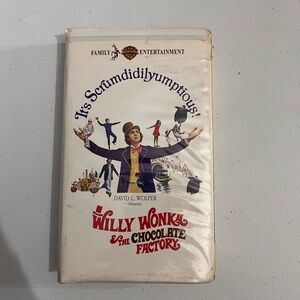 FAMILY ENTERTAINMENT
It's Scrumdidilyumptious!
DAVID L. WOLPER
Presents
WILLY WONKA
& THE CHOCOLATE
FACTORY